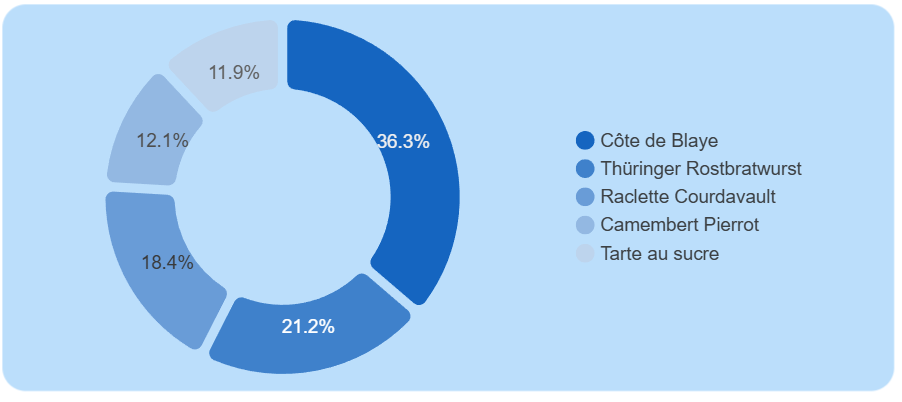 11.9%
36.3%
12.1%
18.4%
21.2%
Côte de Blaye
Thüringer Rostbratwurst
Raclette Courdavault
Camembert Pierrot
Tarte au sucre